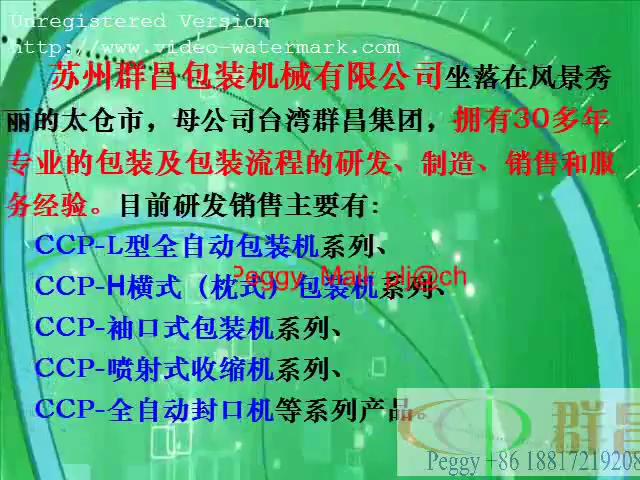 Unregistered Version
http://www.video-watermark.com
苏州群昌包装机械有限公司坐落在风景秀
丽的太仓市，母公司台湾群昌集团，拥有30多年
专业的包装及包装流程的研发、制造、销售和服
务经验。目前研发销售主要有:
CCP-L型全自动包装机系列、
Peggy Mail: pli@ch
CCP-H横式（枕式）包装机系列、
CCP-袖口式包装机系列、
CCP-喷射式收缩机系列、
CCP-全自动封口机等系列产品。
群昌
Peggy +86 18817219208